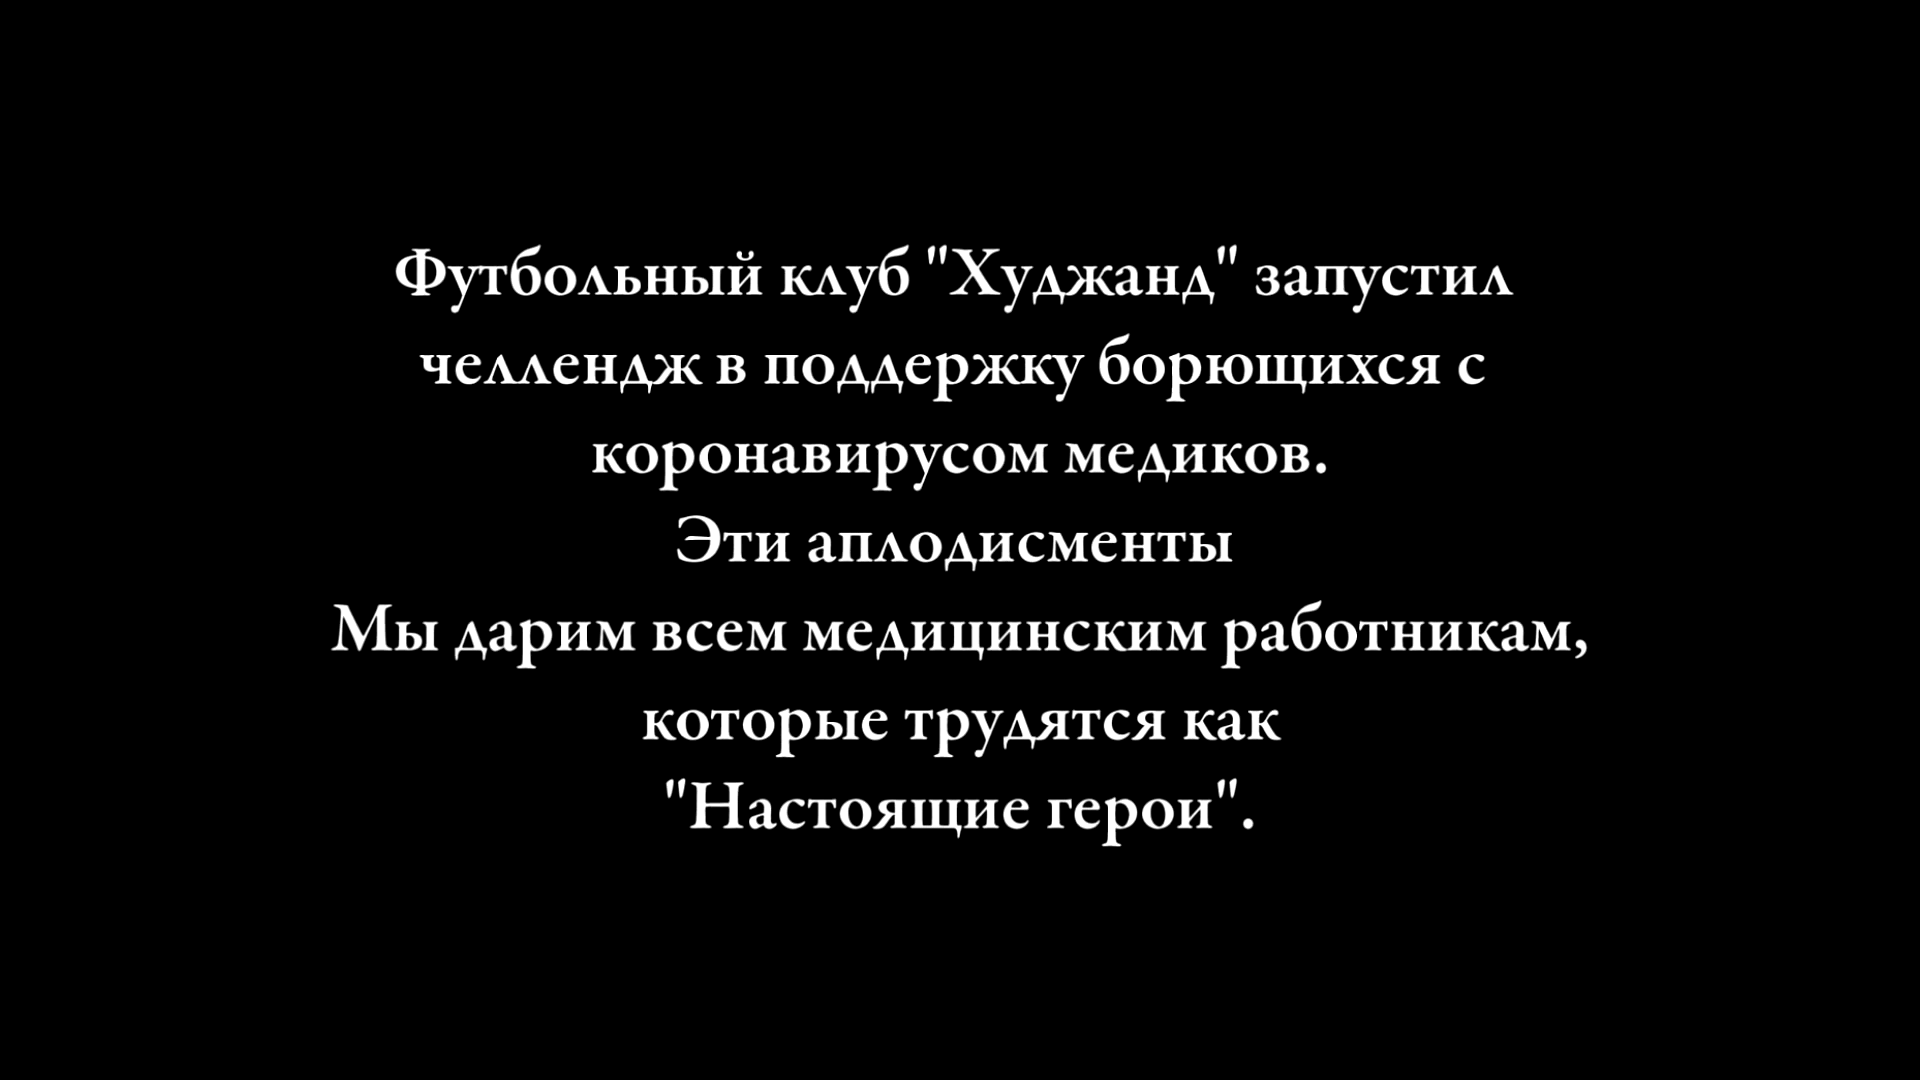 Футбольный клуб "Худжанд" запустил
челлендж в поддержку борющихся с
коронавирусом медиков.
Эти аплодисменты
Мы дарим всем медицинским работникам,
которые трудятся как
"Настоящие герои".